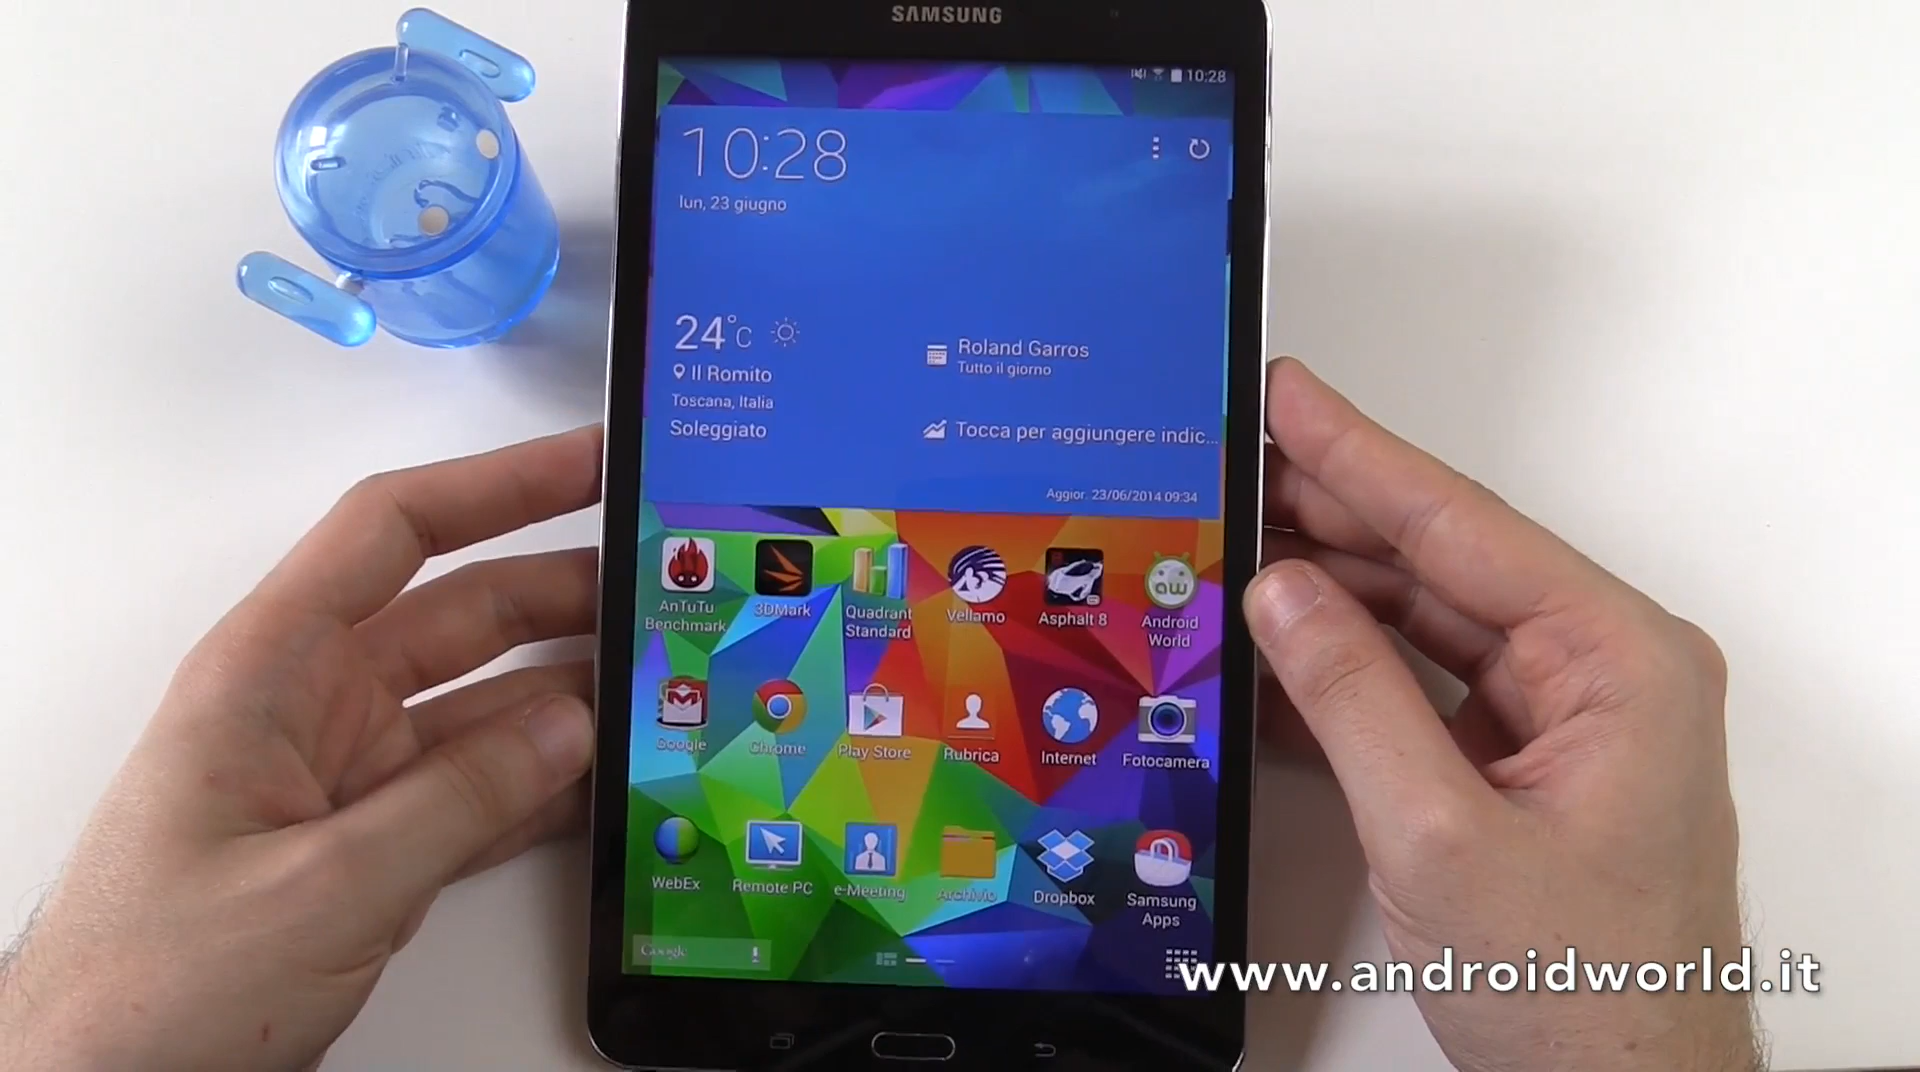 SAMSUNG
10:28
10:28
lun, 23 giugno
24°C
Il Romito
Toscana, Italia
Soleggiato
Roland Garros
Tutto il giorno
Tocca per aggiungere indic...
Aggior. 23/06/2014 09:34
AnTuTu
Benchmark
3DMark
Quadrant
Standard
Vellamo
Asphalt 8
aw
Android
World
Google
Chrome
Play Store
Rubrica
Internet
Fotocamera
WebEx
Remote PC
e-Meeting
Archivio
Dropbox
Samsung
Apps
Google
www.androidworld.it